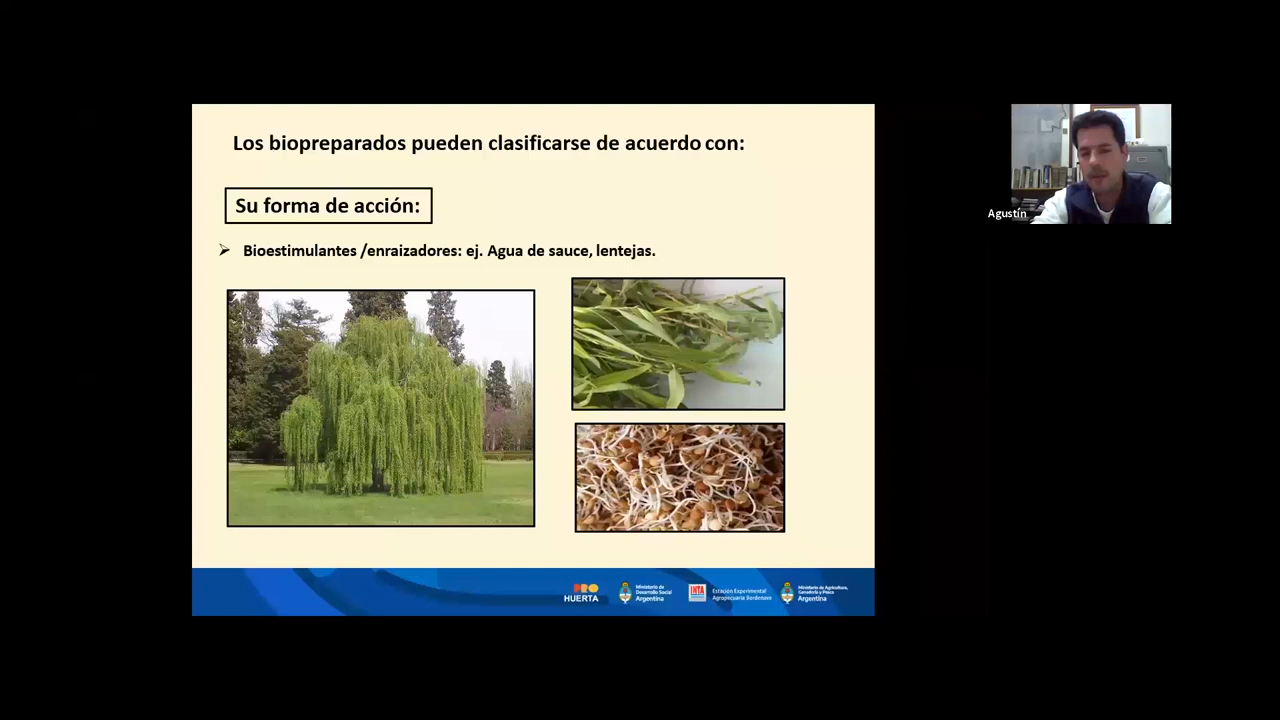 Los biopreparados pueden clasificarse de acuerdo con:
Su forma de acción:
➢ Bioestimulantes /enraizadores: ej. Agua de sauce, lentejas.
Agustín
PRO
HUERTA
Ministerio de
Desarrollo Social
Argentina
INTA
Estación Experimental
Agropecuaria Bordenave
Ministerio de Agricultura,
Ganadería y Pesca
Argentina